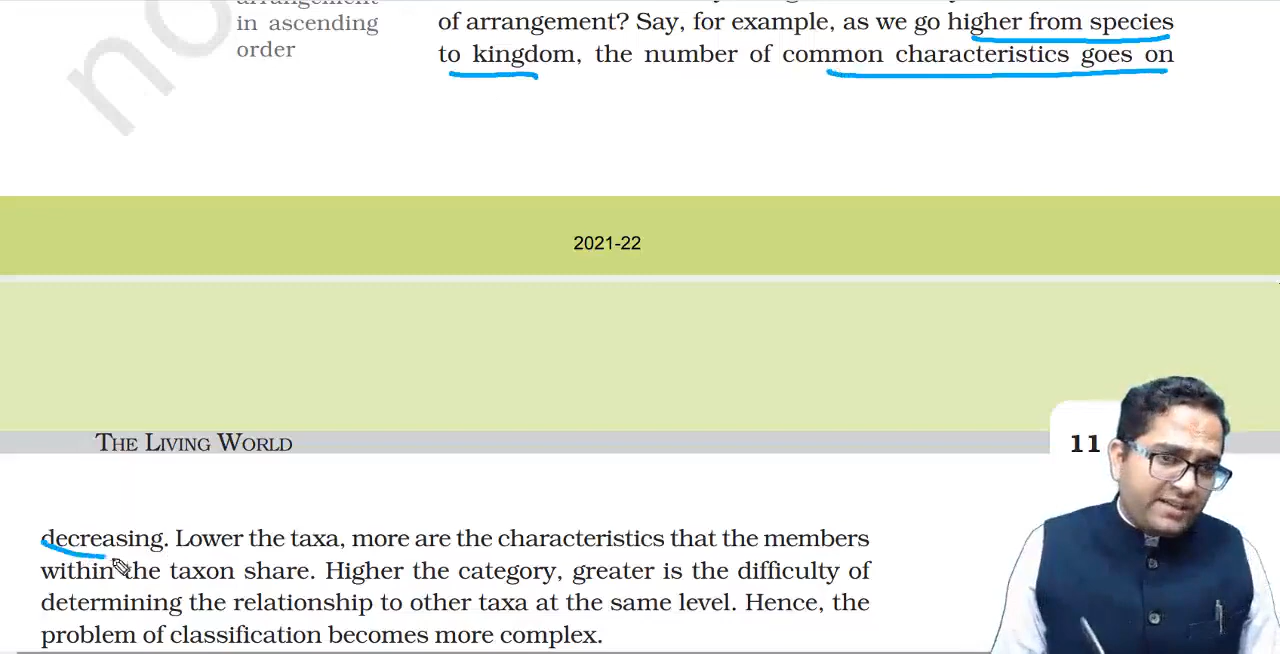 in ascending
order
of arrangement? Say, for example, as we go higher from species
to kingdom, the number of common characteristics goes on
2021-22
THE LIVING WORLD
11
decreasing. Lower the taxa, more are the characteristics that the members
within the taxon share. Higher the category, greater is the difficulty of
determining the relationship to other taxa at the same level. Hence, the
problem of classification becomes more complex.